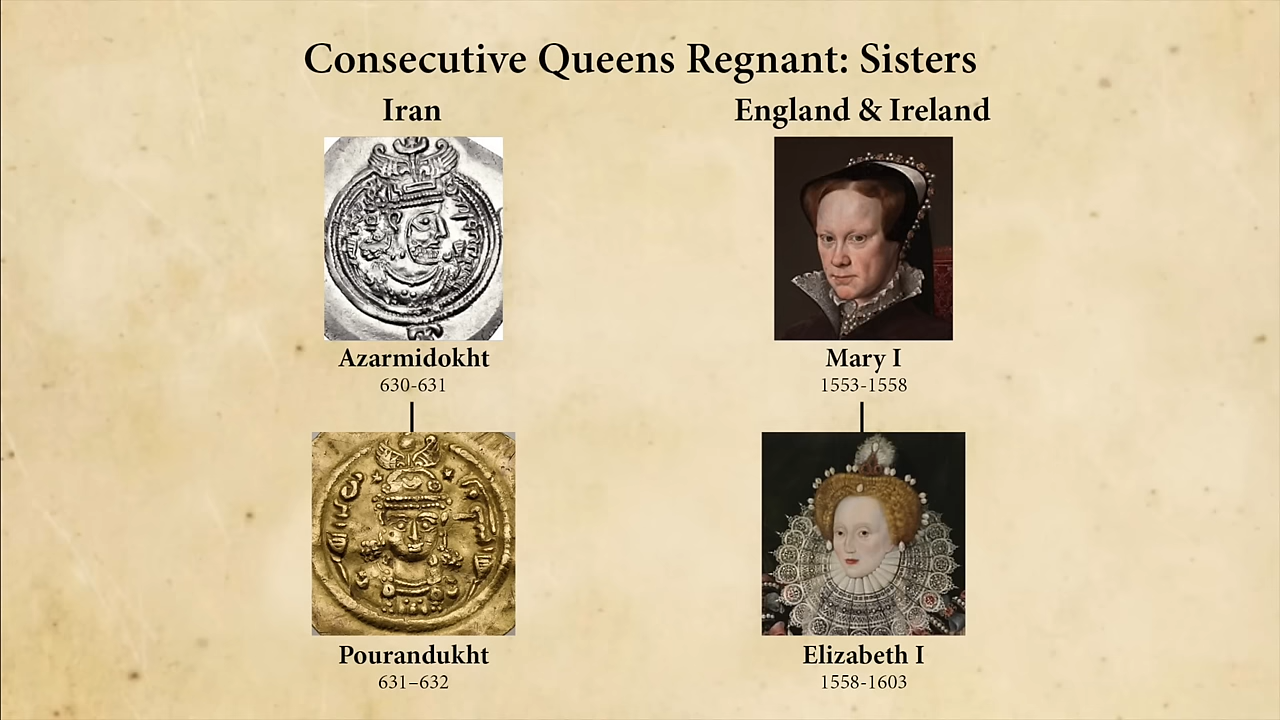 Consecutive Queens Regnant: Sisters
Iran
Azarmidokht
630-631
Pourandukht
631–632
England & Ireland
Mary I
1553-1558
Elizabeth I
1558-1603